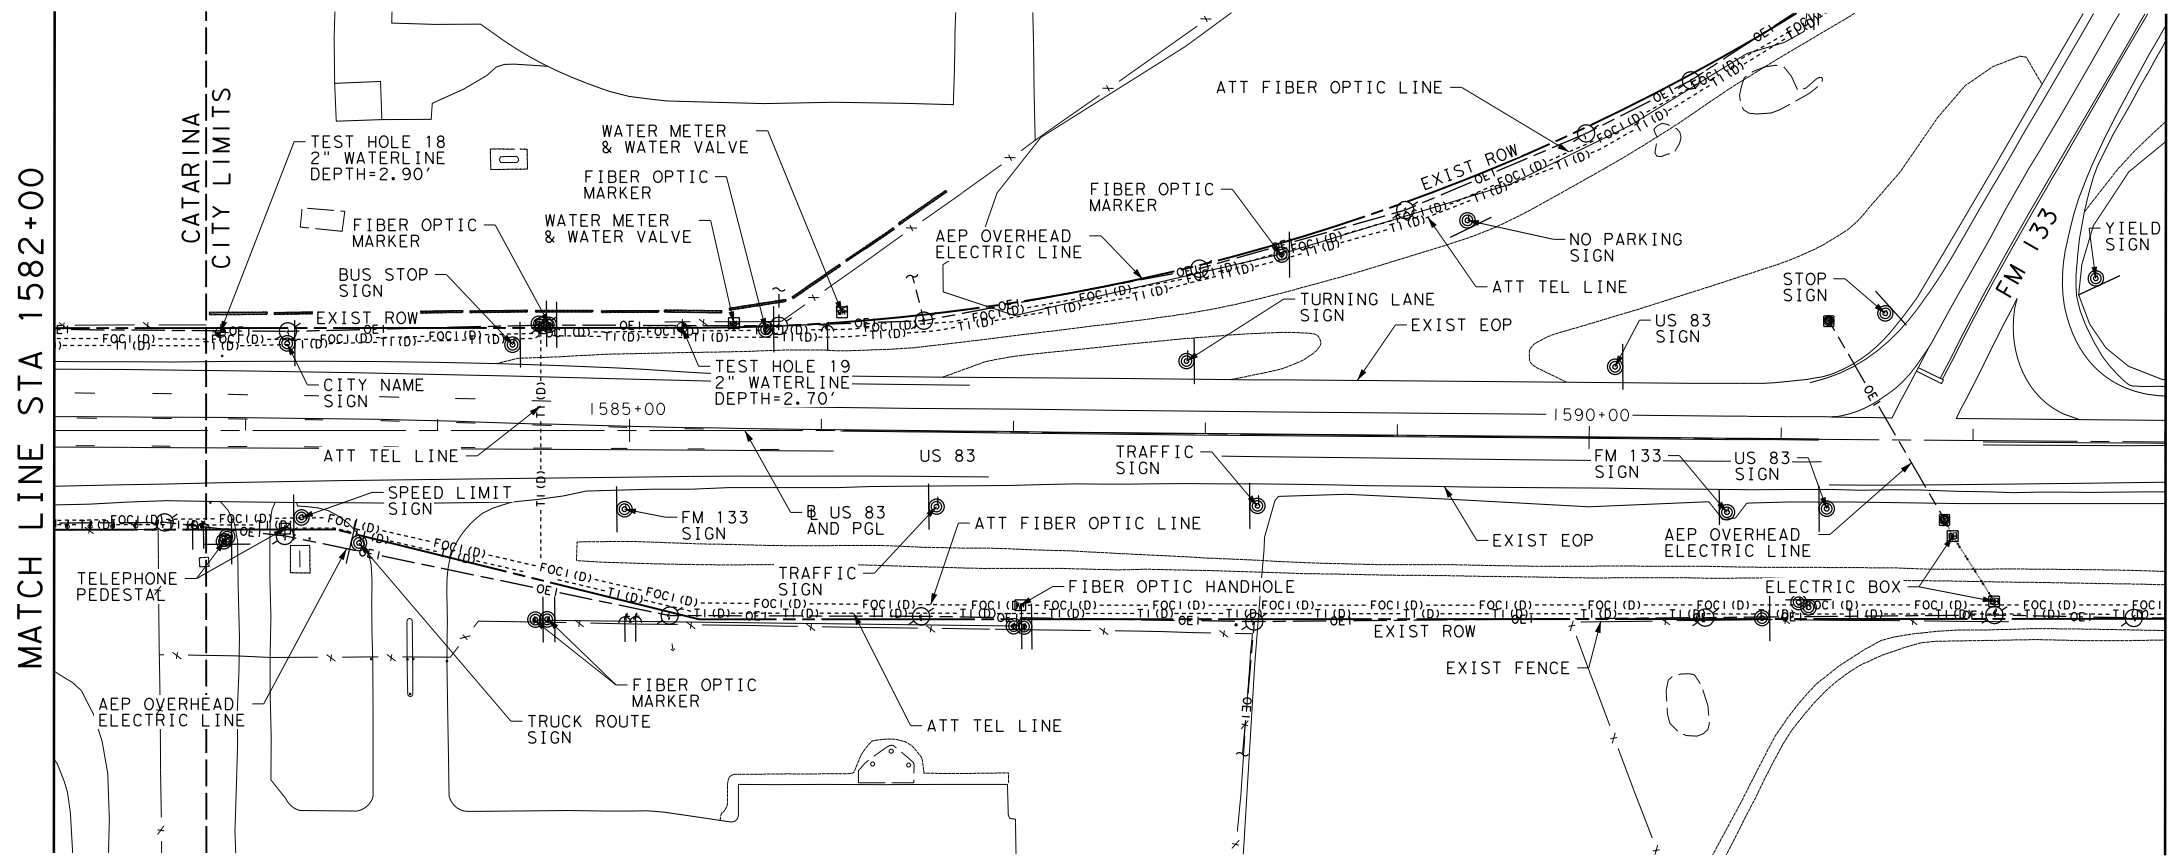 MATCH LINE STA 1582+00
CATARINA
CITY LIMITS
TEST HOLE 18
2" WATERLINE
DEPTH=2.90'
FIBER OPTIC
MARKER
BUS STOP
SIGN
EXIST ROW
CITY NAME
SIGN
WATER METER
& WATER VALVE
FIBER OPTIC
MARKER
WATER METER
& WATER VALVE
TEST HOLE 19
2" WATERLINE
DEPTH=2.70'
AEP OVERHEAD
ELECTRIC LINE
FIBER OPTIC
MARKER
ATT FIBER OPTIC LINE
EXIST ROW
NO PARKING
SIGN
ATT TEL LINE
TURNING LANE
SIGN
EXIST EOP
US 83
SIGN
STOP
SIGN
FM 133
YIELD
SIGN
1585+00
1590+00
ATT TEL LINE
US 83
TRAFFIC
SIGN
FM 133
SIGN
US 83
SIGN
SPEED LIMIT
SIGN
FM 133
SIGN
US 83
AND PGL
ATT FIBER OPTIC LINE
EXIST EOP
AEP OVERHEAD
ELECTRIC LINE
TELEPHONE
PEDESTAL
TRAFFIC
SIGN
FIBER OPTIC HANDHOLE
ELECTRIC BOX
EXIST ROW
EXIST FENCE
AEP OVERHEAD
ELECTRIC LINE
FIBER OPTIC
MARKER
TRUCK ROUTE
SIGN
ATT TEL LINE
OE1
FOC1(D)
T1(D)